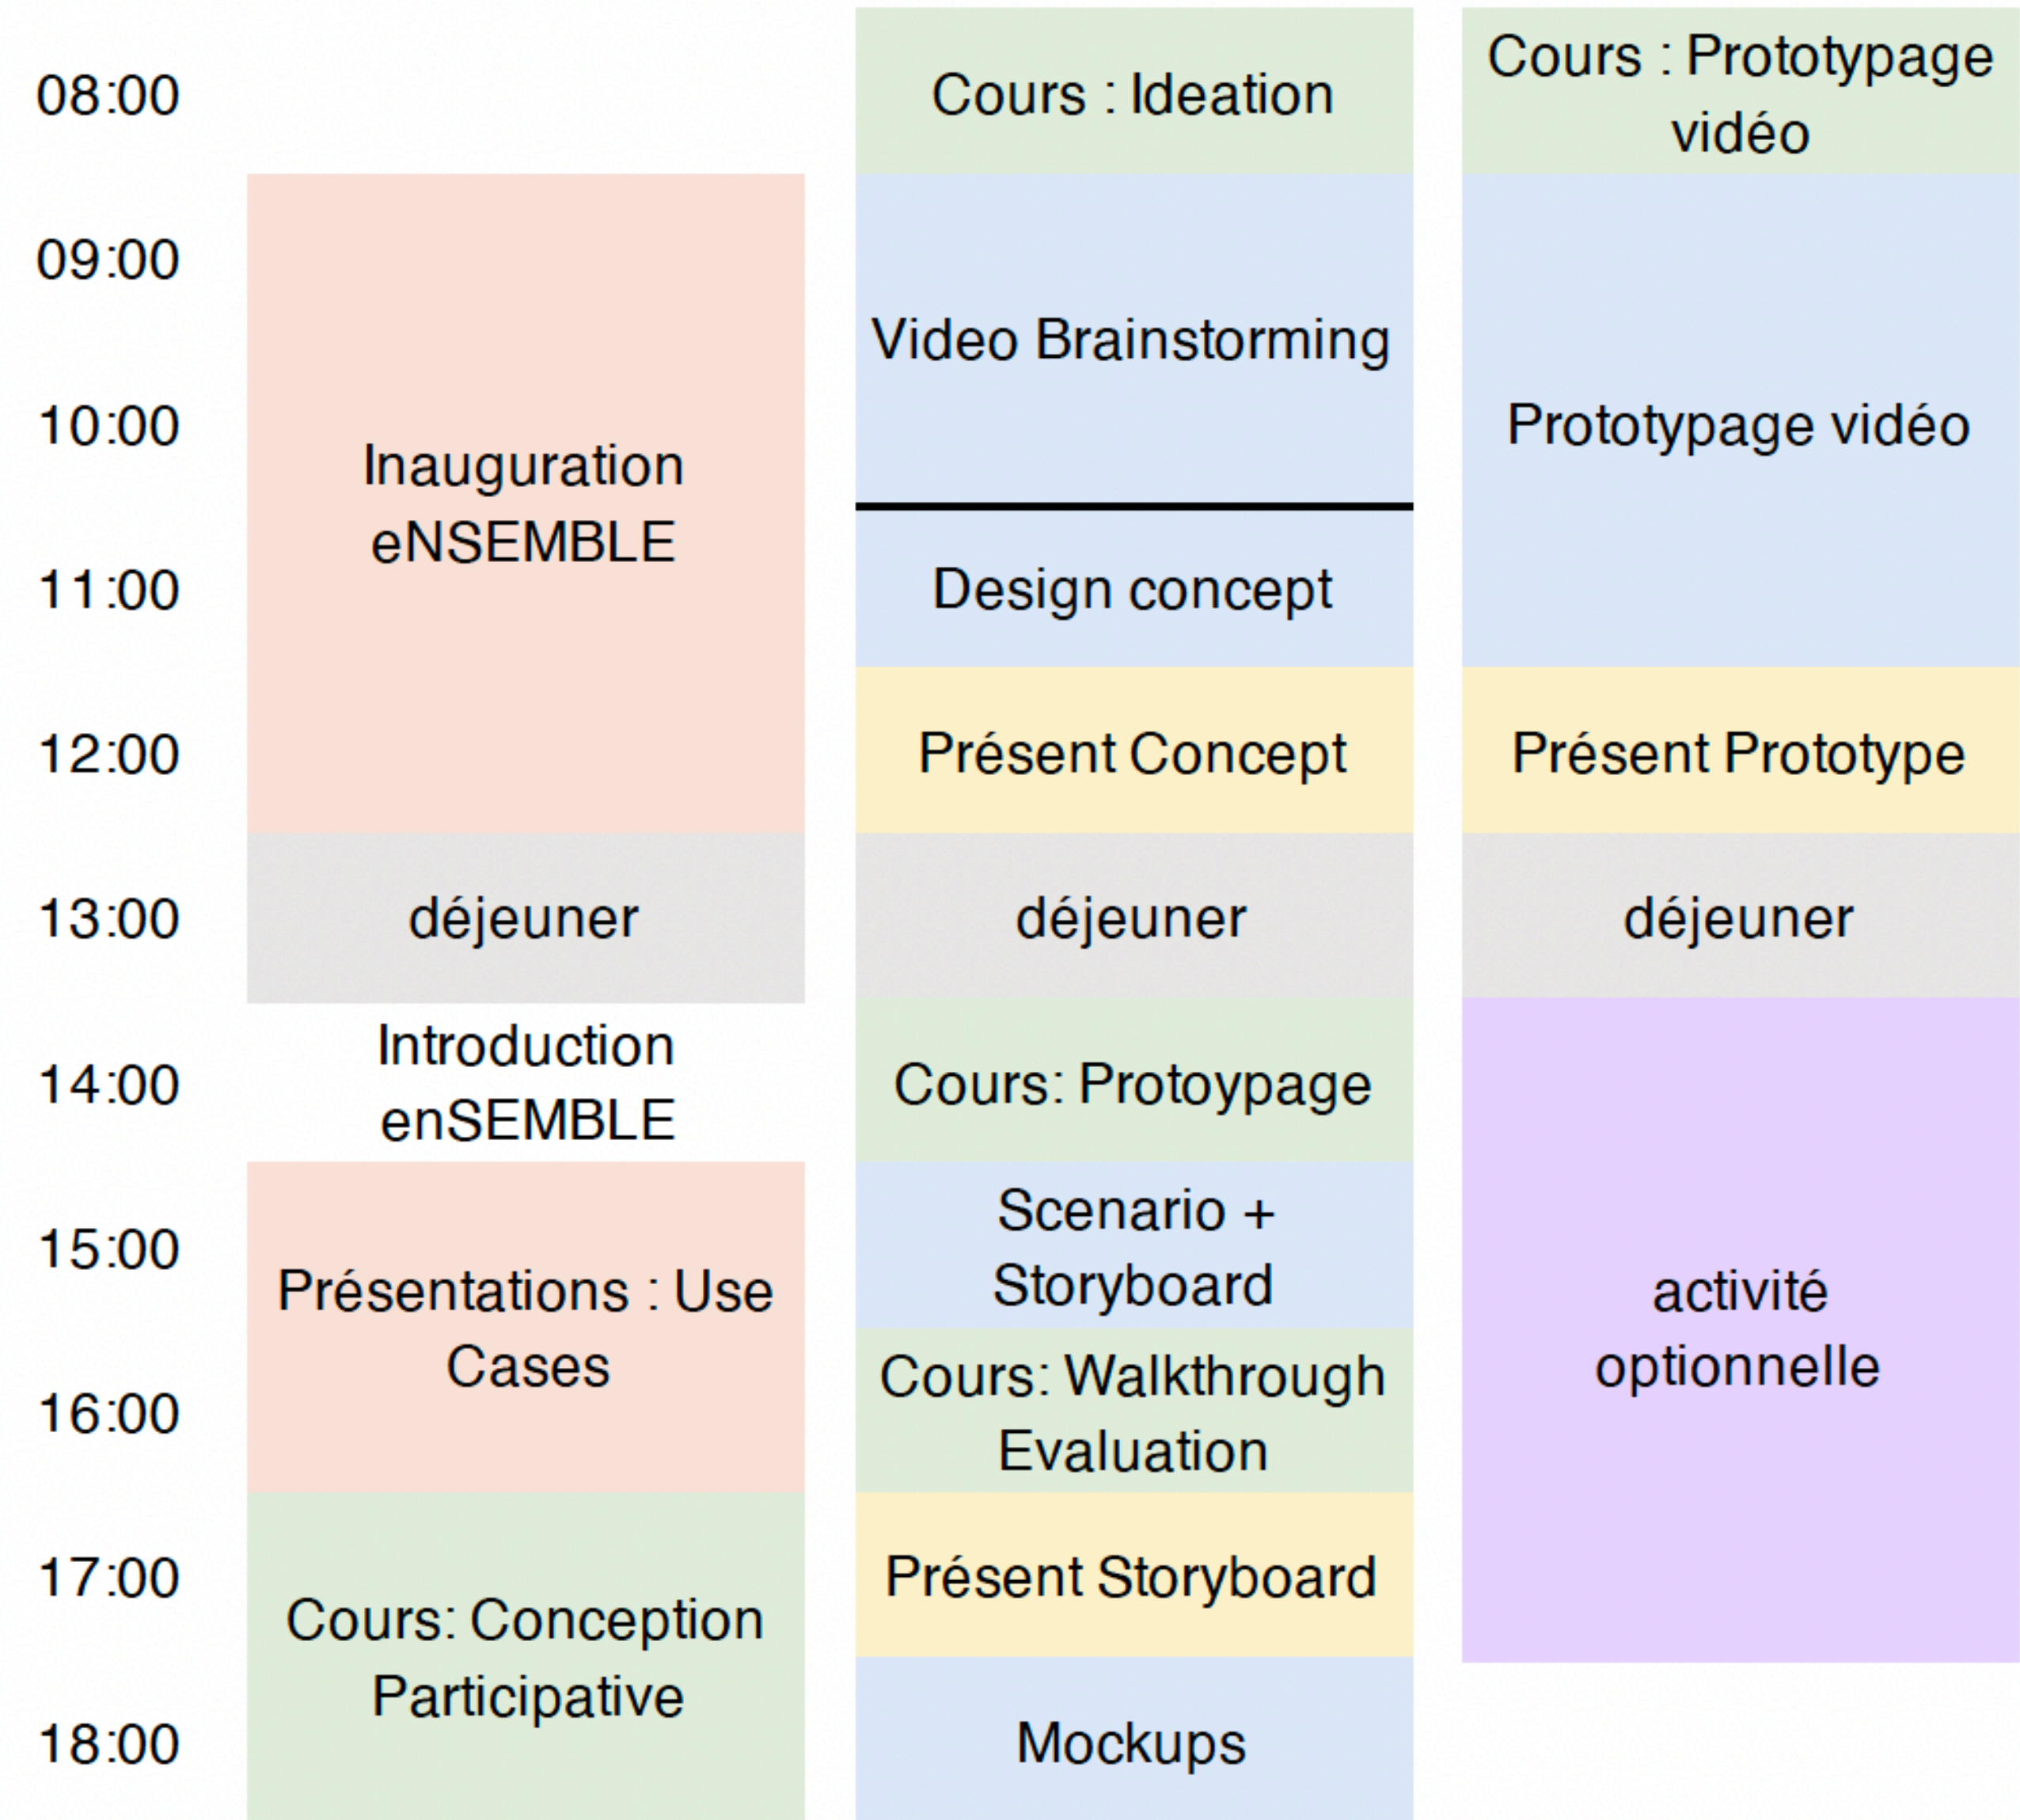 08:00
Cours : Ideation
Cours : Prototypage
vidéo
09:00
Video Brainstorming
10:00
Inauguration
eNSEMBLE
Prototypage vidéo
11:00
Design concept
12:00
Présent Concept
Présent Prototype
13:00
déjeuner
déjeuner
déjeuner
14:00
Introduction
enSEMBLE
Cours: Protoypage
15:00
Présentations : Use
Cases
Scenario +
Storyboard
activité
optionnelle
16:00
Cours: Walkthrough
Evaluation
17:00
Cours: Conception
Participative
Présent Storyboard
18:00
Mockups